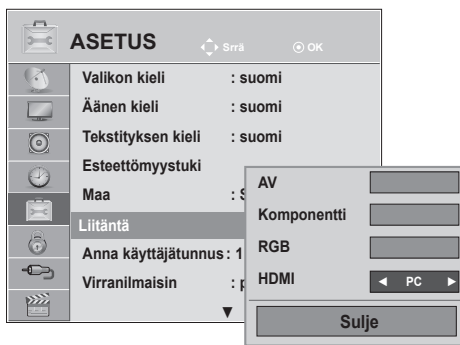 ASETUS
Srrä
OK
Valikon kieli : suomi
Äänen kieli : suomi
Tekstityksen kieli : suomi
Esteettömyystuki
Maa : S
Liitäntä
Anna käyttäjätunnus : 1
Virranilmaisin : p
AV
Komponentti
RGB
HDMI ◄ PC ►
Sulje